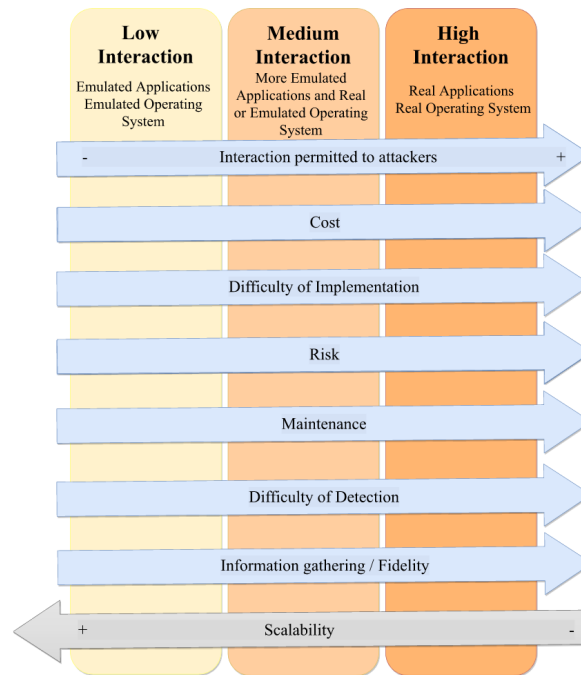 Low
Interaction
Emulated Applications
Emulated Operating
System
Medium
Interaction
More Emulated
Applications and Real
or Emulated Operating
System
High
Interaction
Real Applications
Real Operating System
- Interaction permitted to attackers +
Cost
Difficulty of Implementation
Risk
Maintenance
Difficulty of Detection
Information gathering / Fidelity
+ Scalability -